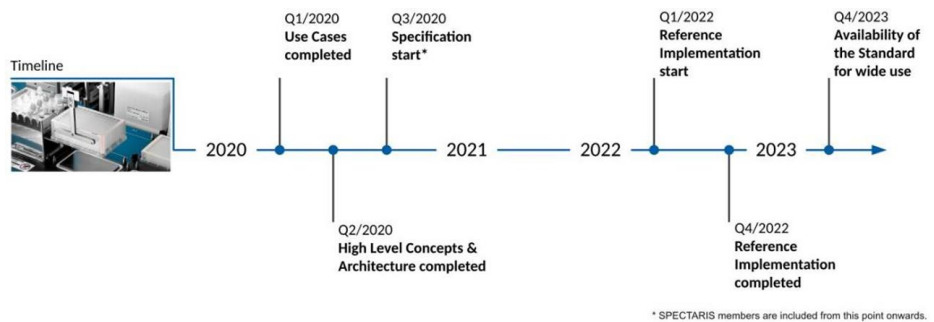 Timeline
Q1/2020
Use Cases
completed
Q3/2020
Specification
start*
Q1/2022
Reference
Implementation
start
Q4/2023
Availability of
the Standard
for wide use
2020
2021
2022
2023
Q2/2020
High Level Concepts &
Architecture completed
Q4/2022
Reference
Implementation
completed
* SPECTARIS members are included from this point onwards.